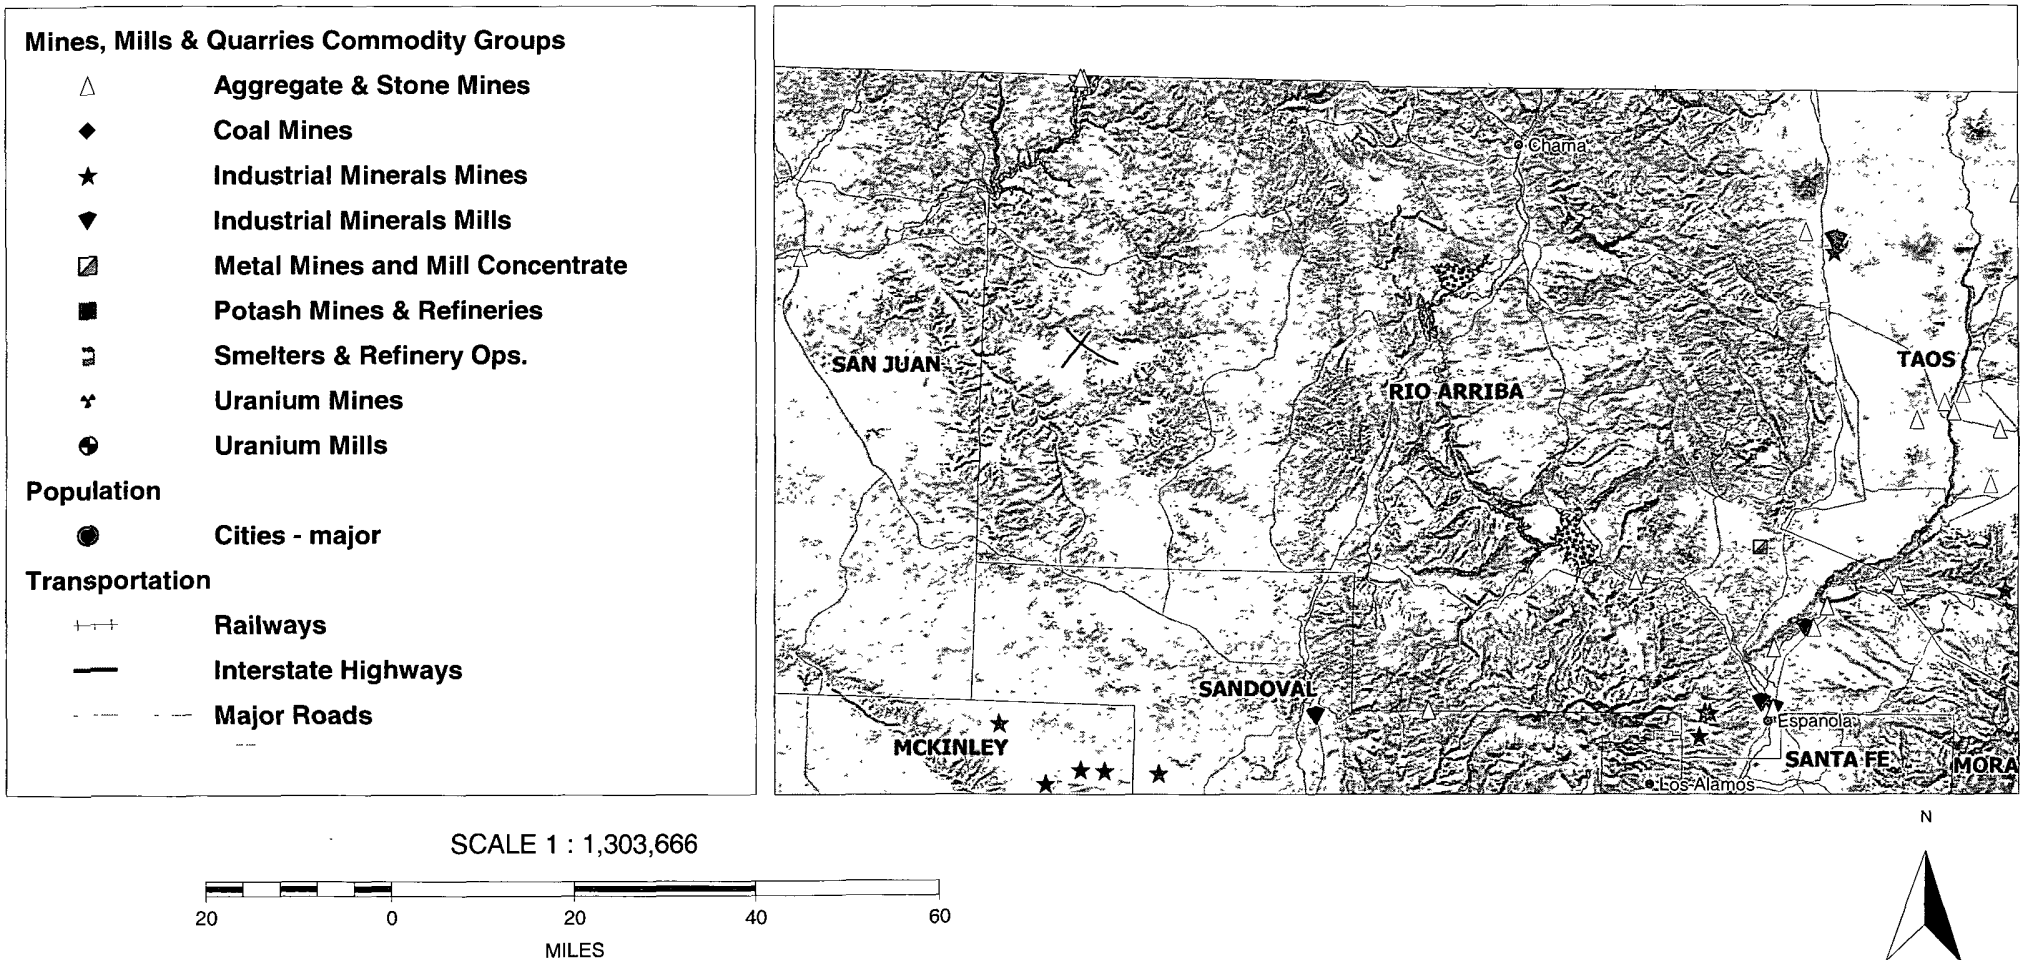 Mines, Mills & Quarries Commodity Groups
Aggregate & Stone Mines
Coal Mines
Industrial Minerals Mines
Industrial Minerals Mills
Metal Mines and Mill Concentrate
Potash Mines & Refineries
Smelters & Refinery Ops.
Uranium Mines
Uranium Mills
Population
Cities - major
Transportation
Railways
Interstate Highways
Major Roads
Chama
SAN JUAN
TAOS
RIO ARRIBA
SANDOVAL
Espanola
MCKINLEY
SANTA FE
MORA
Los Alamos
N
SCALE 1 : 1,303,666
20 0 20 40 60
MILES